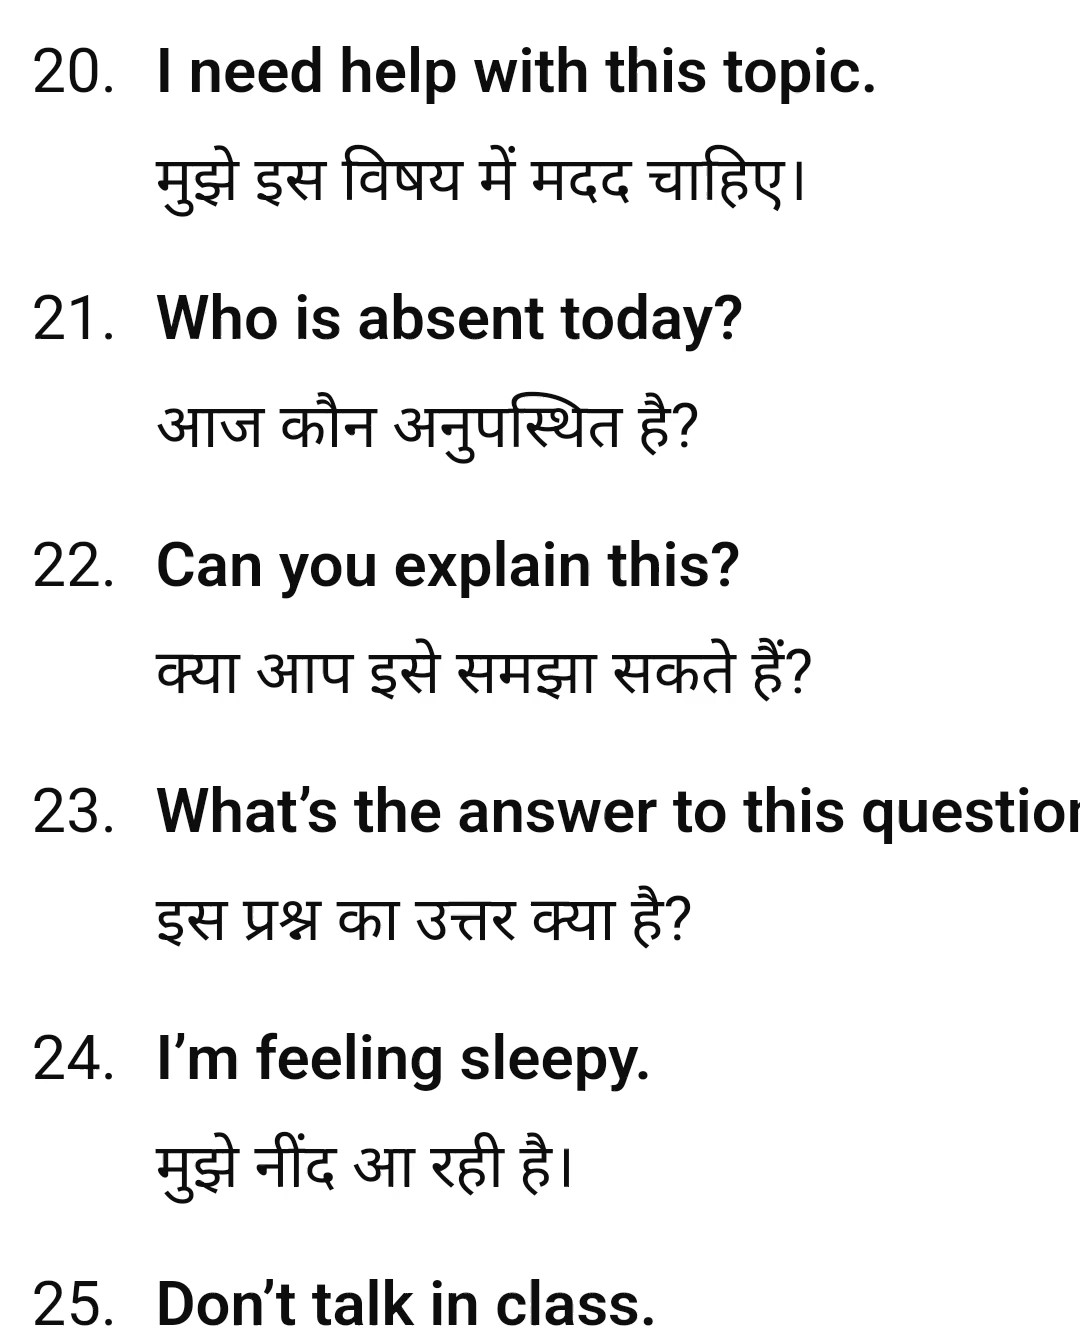 20. I need help with this topic.
मुझे इस विषय में मदद चाहिए।
21. Who is absent today?
आज कौन अनुपस्थित है?
22. Can you explain this?
क्या आप इसे समझा सकते हैं?
23. What’s the answer to this question
इस प्रश्न का उत्तर क्या है?
24. I’m feeling sleepy.
मुझे नींद आ रही है।
25. Don’t talk in class.